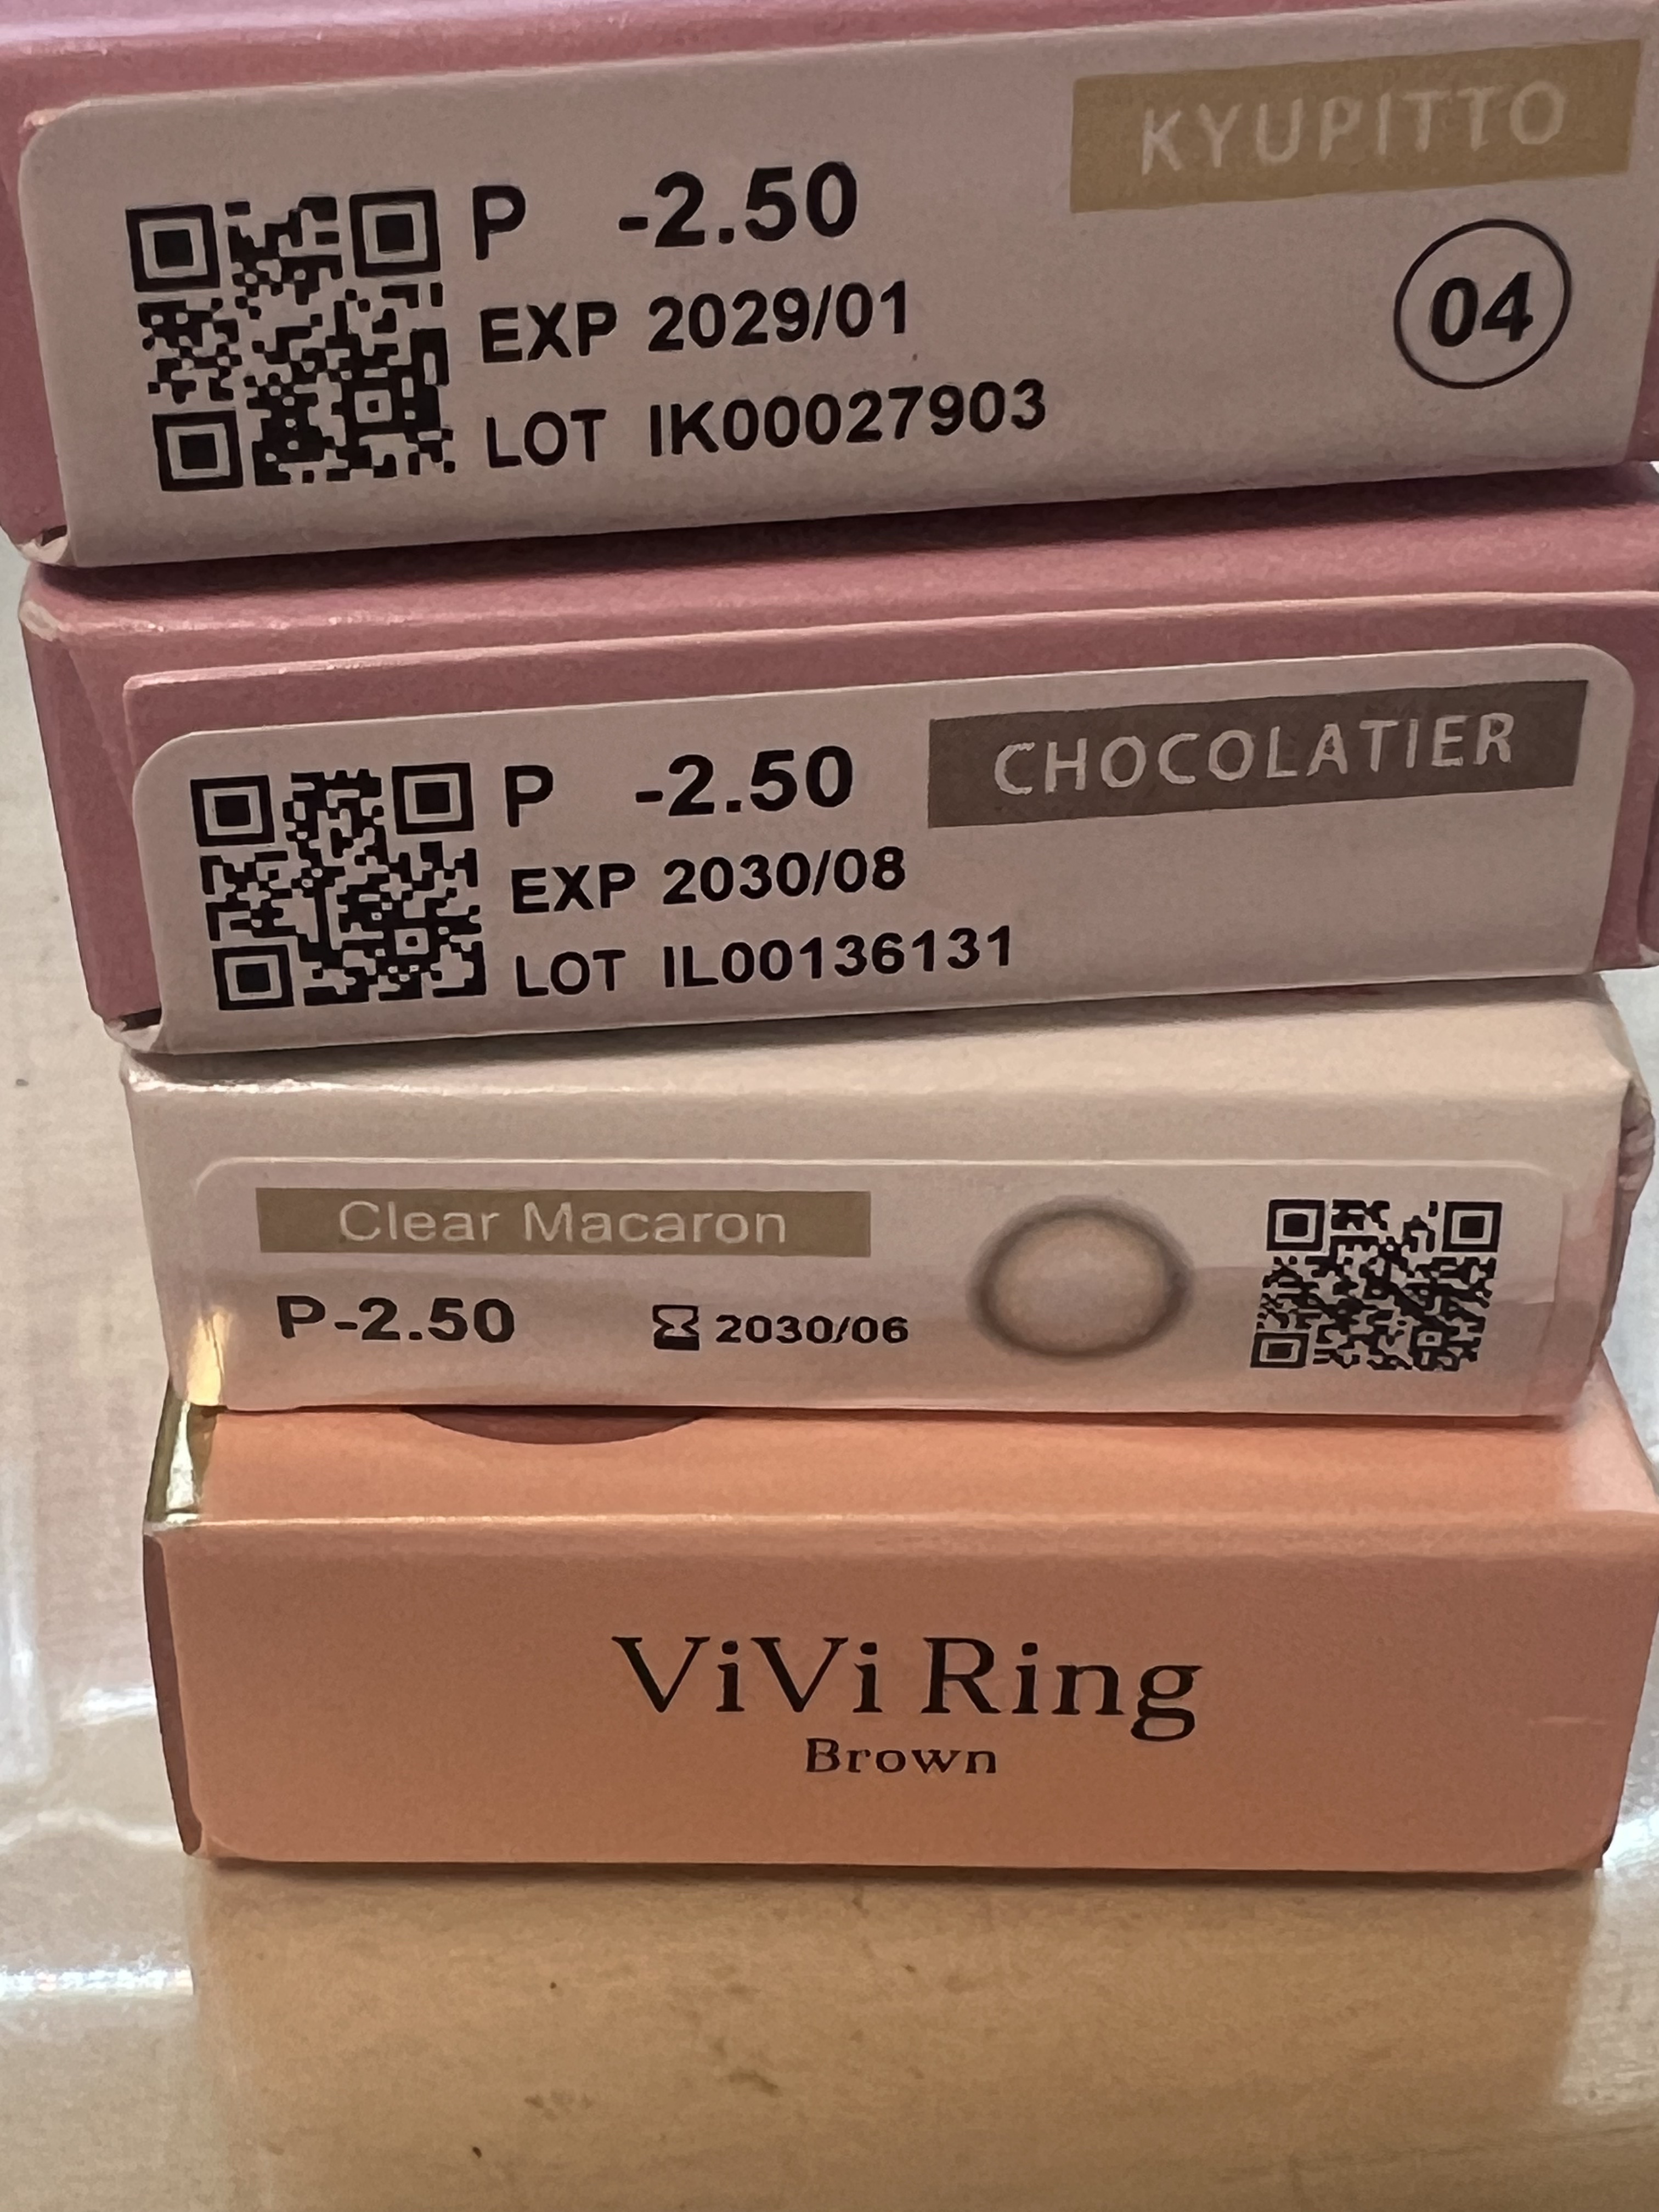 KYUPITTO
P -2.50
EXP 2029/01
04
LOT IK00027903
CHOCOLATIER
P -2.50
EXP 2030/08
LOT IL00136131
Clear Macaron
P-2.50 2030/06
ViVi Ring
Brown